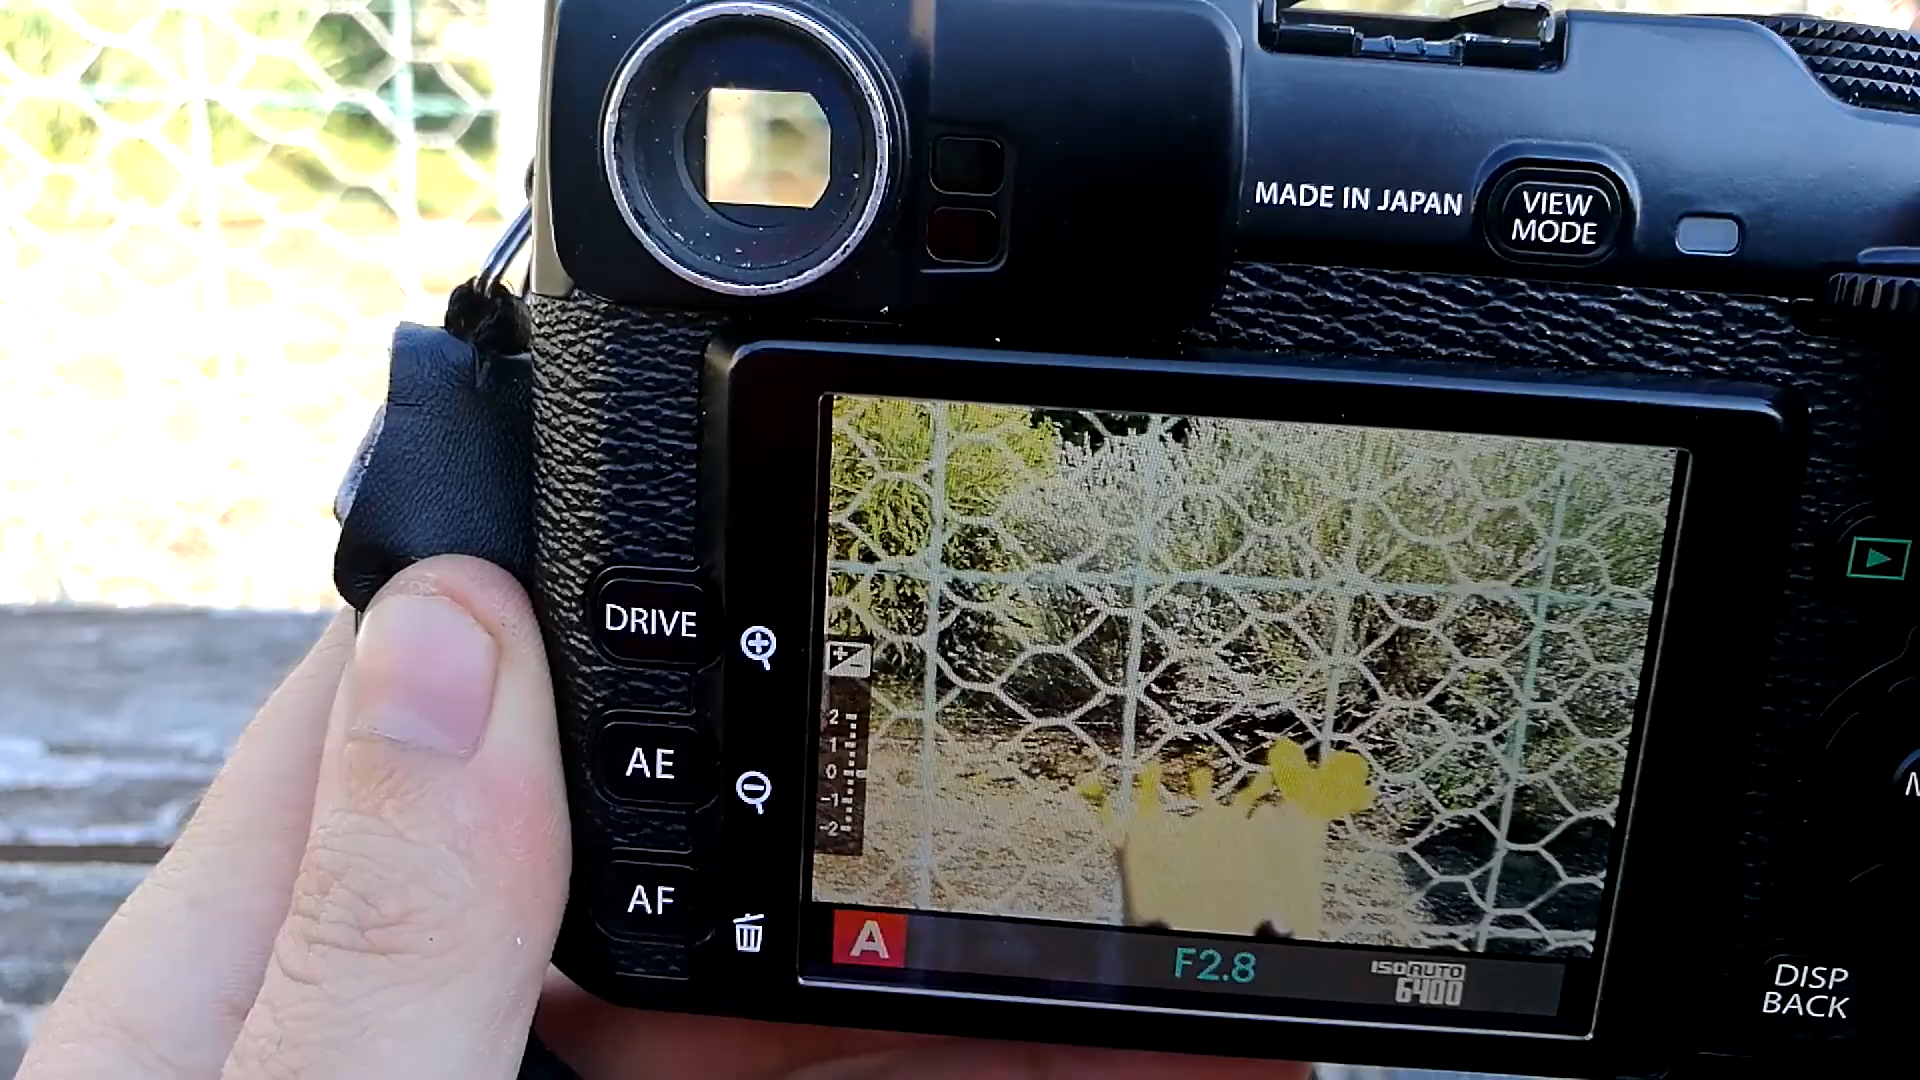 MADE IN JAPAN
VIEW
MODE
DRIVE
AE
AF
2
1
0
-1
-2
A
F2.8
ISO AUTO
6400
DISP
BACK